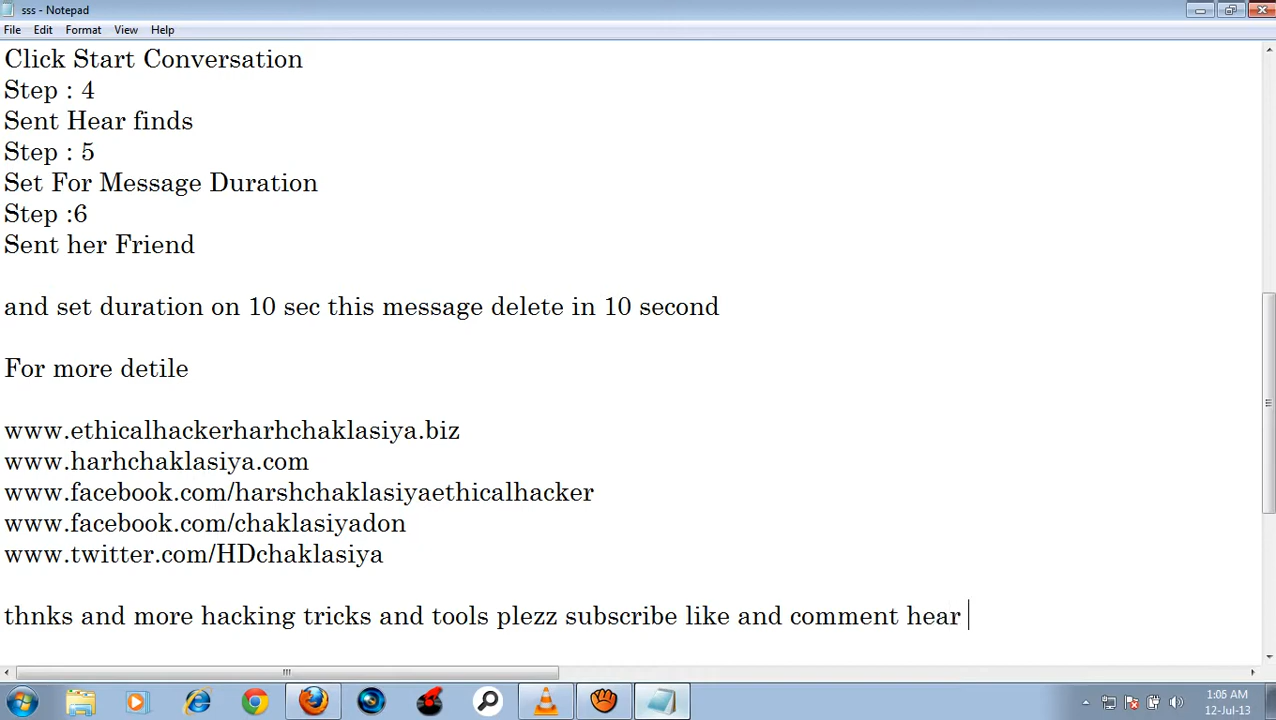 sss - Notepad
File Edit Format View Help
Click Start Conversation
Step : 4
Sent Hear finds
Step : 5
Set For Message Duration
Step :6
Sent her Friend
and set duration on 10 sec this message delete in 10 second
For more detile
www.ethicalhackerharhchaklasiya.biz
www.harhchaklasiya.com
www.facebook.com/harshchaklasiyaethicalhacker
www.facebook.com/chaklasiyadon
www.twitter.com/HDchaklasiya
thnks and more hacking tricks and tools plezz subscribe like and comment hear
1:05 AM
12-Jul-13